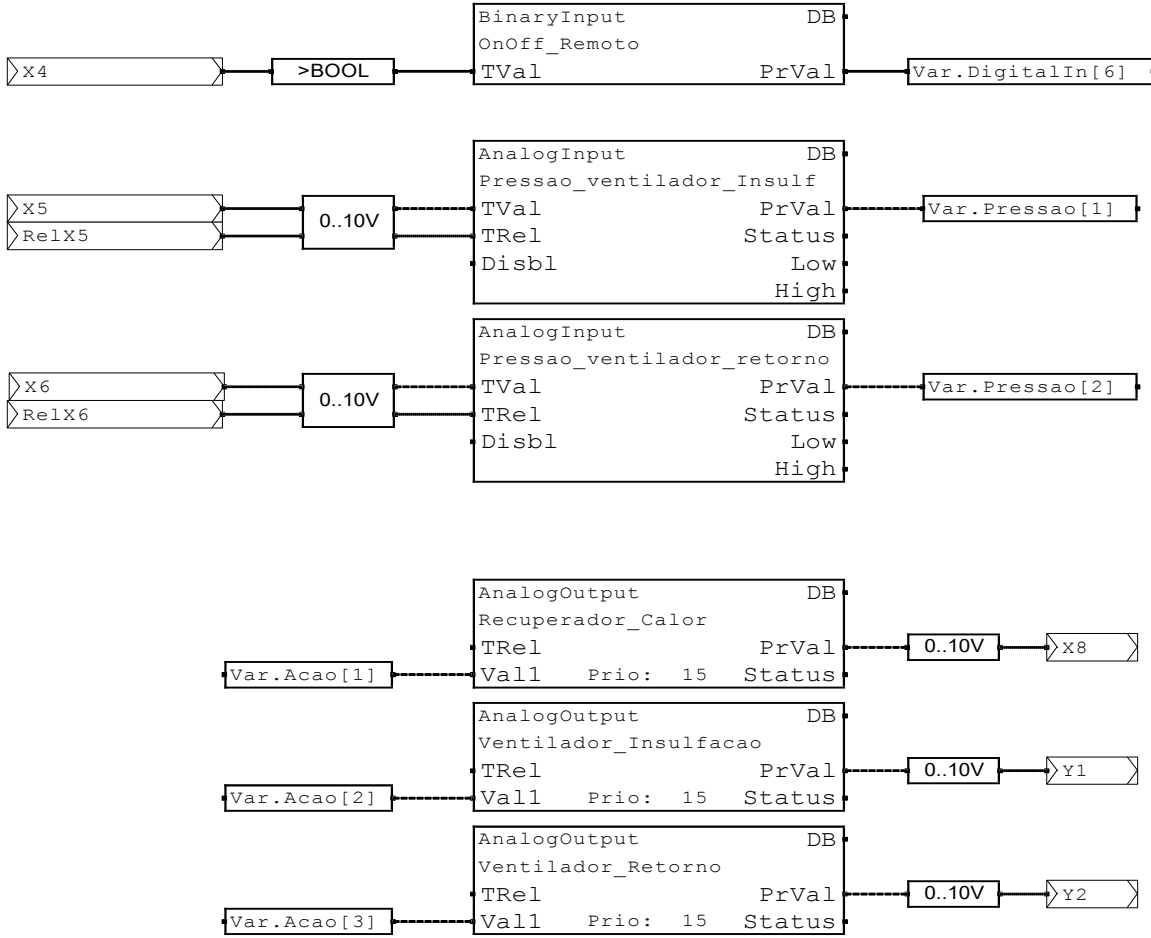 BinaryInput DB
OnOff_Remoto
X4 >BOOL TVal PrVal Var.DigitalIn[6]
AnalogInput DB
Pressao_ventilador_Insulf
X5 TVal PrVal Var.Pressao[1]
0..10V
RelX5 TRel Status
Disbl Low
High
AnalogInput DB
Pressao_ventilador_retorno
X6 TVal PrVal Var.Pressao[2]
0..10V
RelX6 TRel Status
Disbl Low
High
AnalogOutput DB
Recuperador_Calor
TRel PrVal 0..10V X8
Var.Acao[1] Val1 Prio: 15 Status
AnalogOutput DB
Ventilador_Insulfacao
TRel PrVal 0..10V Y1
Var.Acao[2] Val1 Prio: 15 Status
AnalogOutput DB
Ventilador_Retorno
TRel PrVal 0..10V Y2
Var.Acao[3] Val1 Prio: 15 Status